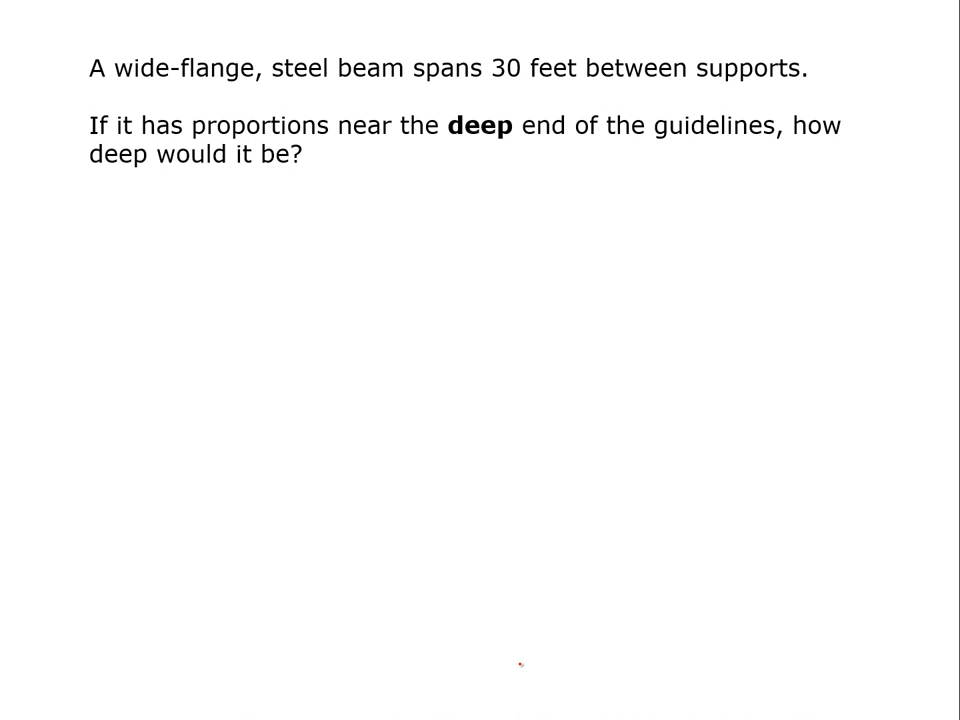 A wide-flange, steel beam spans 30 feet between supports.
If it has proportions near the deep end of the guidelines, how
deep would it be?